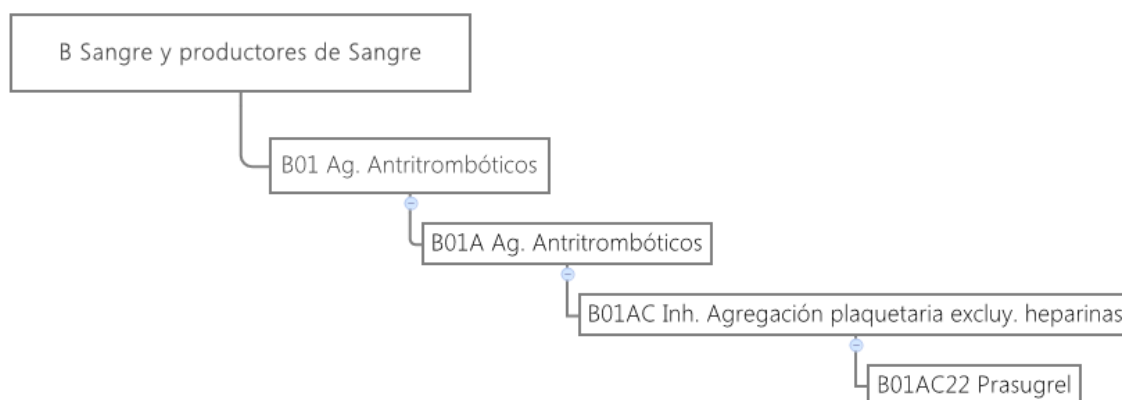 B Sangre y productores de Sangre
B01 Ag. Antritrombóticos
B01A Ag. Antritrombóticos
B01AC Inh. Agregación plaquetaria excluy. heparinas
B01AC22 Prasugrel